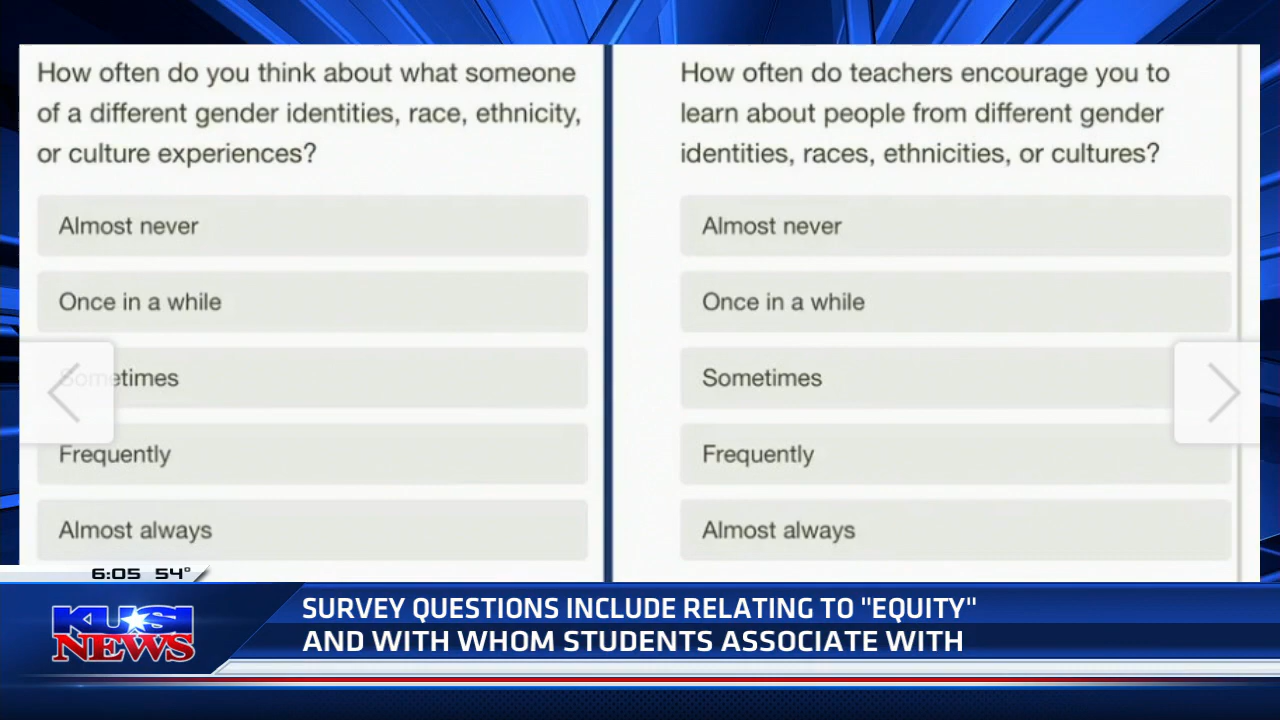 How often do you think about what someone
of a different gender identities, race, ethnicity,
or culture experiences?
Almost never
Once in a while
Sometimes
Frequently
Almost always
How often do teachers encourage you to
learn about people from different gender
identities, races, ethnicities, or cultures?
Almost never
Once in a while
Sometimes
Frequently
Almost always
6:05 54°
KUSI
NEWS
SURVEY QUESTIONS INCLUDE RELATING TO "EQUITY"
AND WITH WHOM STUDENTS ASSOCIATE WITH